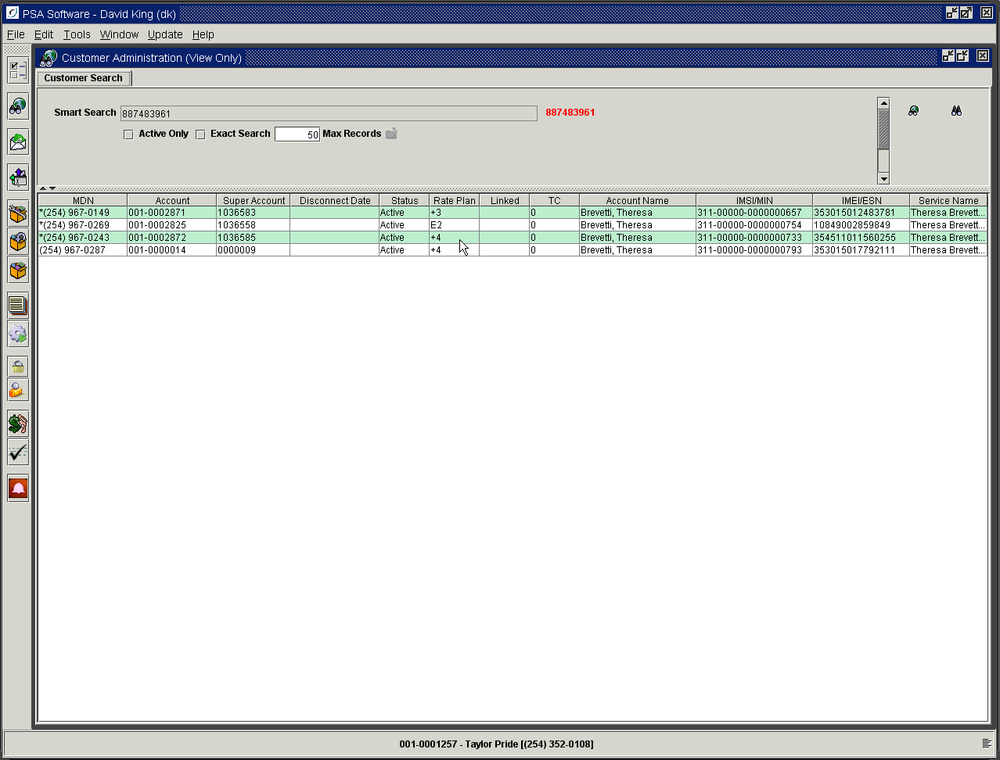 PSA Software - David King (dk)
File Edit Tools Window Update Help
Customer Administration (View Only)
Customer Search
Smart Search 887483961 887483961
Active Only Exact Search 50 Max Records
MDN Account Super Account Disconnect Date Status Rate Plan Linked TC Account Name IMSI/MIN IMEI/ESN Service Name
*(254) 967-0149 001-0002871 1036583 Active +3 0 Brevetti, Theresa 311-00000-0000000657 353015012483781 Theresa Brevett...
*(254) 967-0269 001-0002825 1036558 Active E2 0 Brevetti, Theresa 311-00000-0000000754 10849002859849 Theresa Brevett...
*(254) 967-0243 001-0002872 1036585 Active +4 0 Brevetti, Theresa 311-00000-0000000733 354511011560255 Theresa Brevett...
(254) 967-0287 001-0000014 0000009 Active +4 0 Brevetti, Theresa 311-00000-0000000793 353015017792111 Theresa Brevett...
001-0001257 - Taylor Pride [(254) 352-0108]